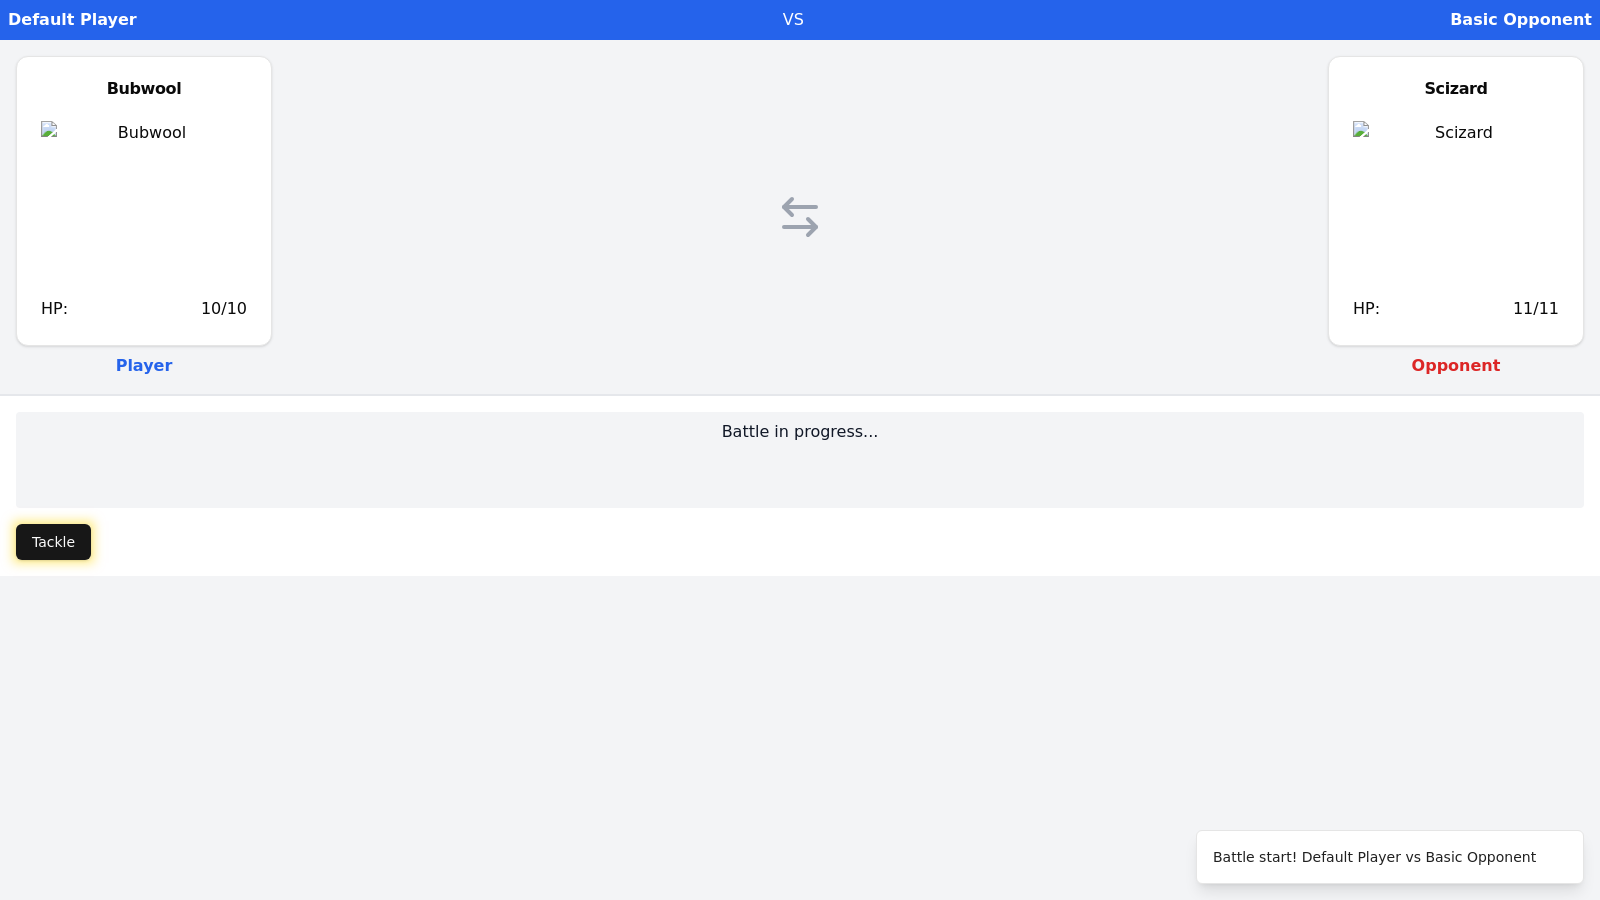 Default Player
VS
Basic Opponent
Bubwool
Bubwool
HP: 10/10
Player
Scizard
Scizard
HP: 11/11
Opponent
Battle in progress...
Tackle
Battle start! Default Player vs Basic Opponent